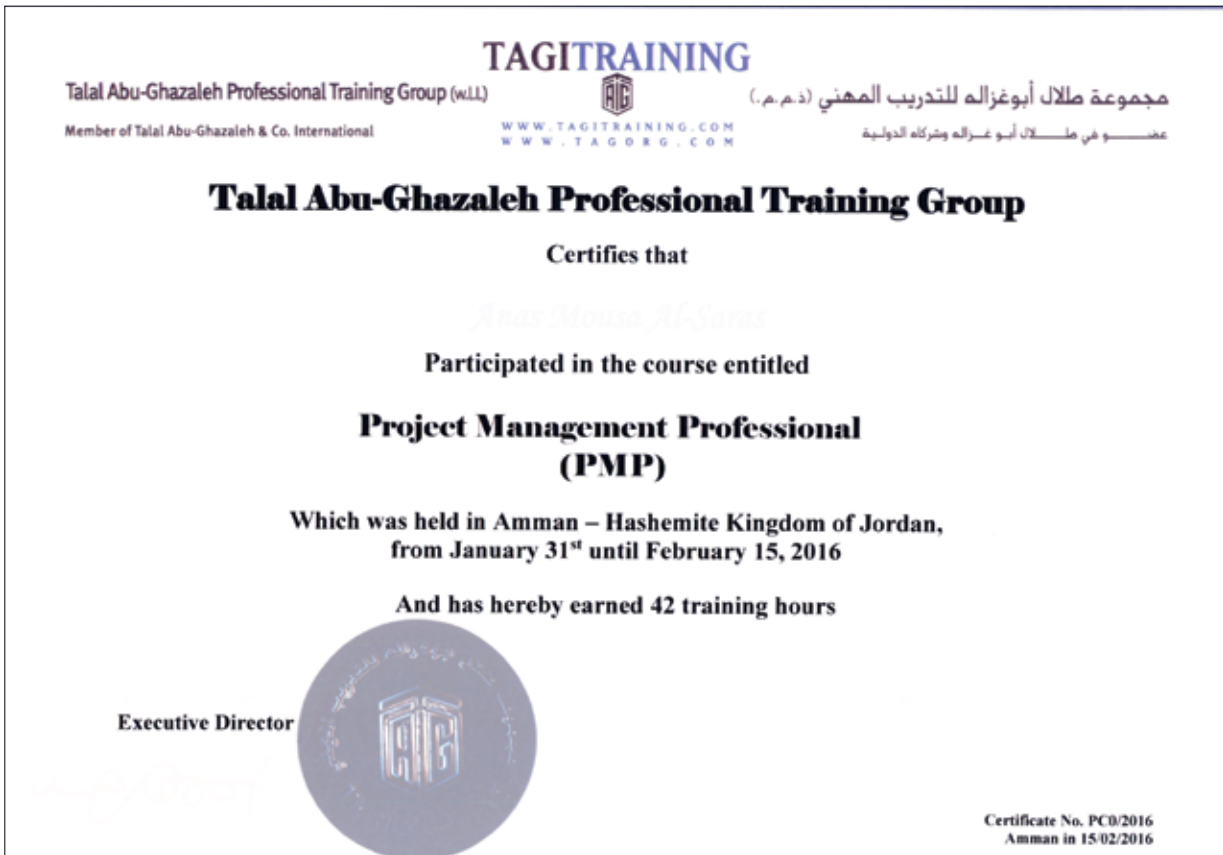 TAGITRAINING
Talal Abu-Ghazaleh Professional Training Group (w.l.l.)
مجموعة طلال أبوغزاله للتدريب المهني (ذ.م.م.)
Member of Talal Abu-Ghazaleh & Co. International
عضو في طلال أبو غزاله وشركاه الدولية
WWW.TAGITRAINING.COM
WWW.TAGORG.COM
Talal Abu-Ghazaleh Professional Training Group
Certifies that
Anas Mousa Al-Saras
Participated in the course entitled
Project Management Professional
(PMP)
Which was held in Amman – Hashemite Kingdom of Jordan,
from January 31st until February 15, 2016
And has hereby earned 42 training hours
Executive Director
Certificate No. PC0/2016
Amman in 15/02/2016